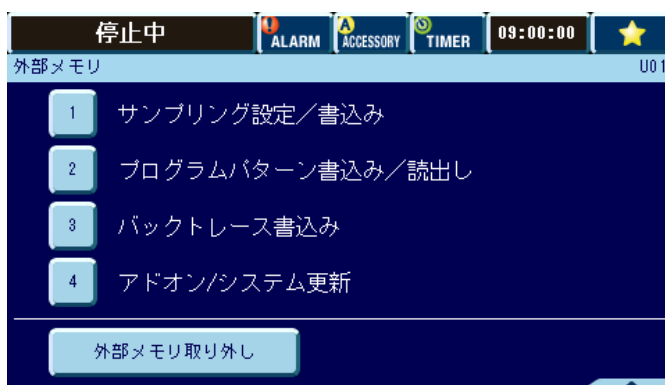 停止中 ALARM ACCESSORY TIMER 09:00:00
外部メモリ U01
1 サンプリング設定／書込み
2 プログラムパターン書込み／読出し
3 バックトレース書込み
4 アドオン/システム更新
外部メモリ取り外し